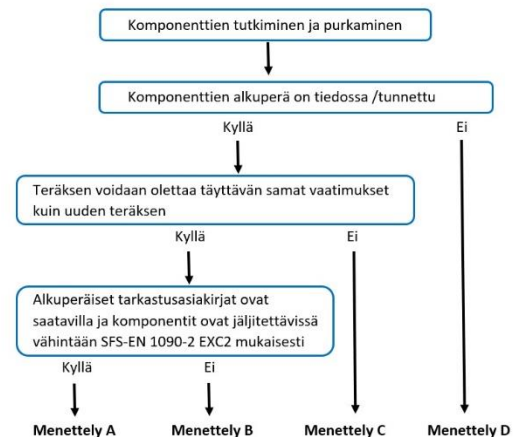 Komponenttien tutkiminen ja purkaminen
Komponenttien alkuperä on tiedossa /tunnettu
Kyllä
Ei
Teräksen voidaan olettaa täyttävän samat vaatimukset
kuin uuden teräksen
Kyllä
Ei
Alkuperäiset tarkastusasiakirjat ovat
saatavilla ja komponentit ovat jäljitettävissä
vähintään SFS-EN 1090-2 EXC2 mukaisesti
Kyllä
Ei
Menettely A
Menettely B
Menettely C
Menettely D